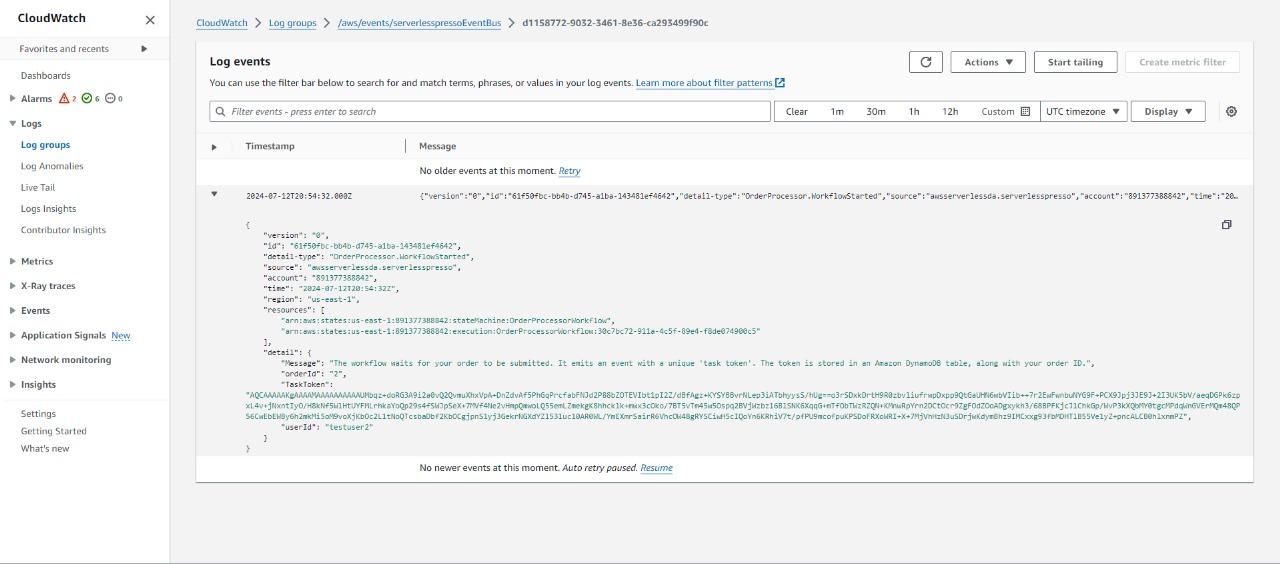 CloudWatch
Favorites and recents
Dashboards
Alarms 2 6 0
Logs
Log groups
Log Anomalies
Live Tail
Logs Insights
Contributor Insights
Metrics
X-Ray traces
Events
Application Signals New
Network monitoring
Insights
Settings
Getting Started
What's new
CloudWatch > Log groups > /aws/events/serverlesspressoEventBus > d1158772-9032-3461-8e36-ca293499f90c
Log events
Actions
Start tailing
Create metric filter
You can use the filter bar below to search for and match terms, phrases, or values in your log events. Learn more about filter patterns
Filter events - press enter to search
Clear 1m 30m 1h 12h Custom UTC timezone Display
Timestamp Message
No older events at this moment. Retry
2024-07-12T20:54:32.000Z {"version":"0","id":"61f50fbc-bb4b-d745-a1ba-143481ef4642","detail-type":"OrderProcessor.WorkflowStarted","source":"awsserverlessda.serverlesspresso","account":"891377388842","time":"20…
{
"version": "0",
"id": "61f50fbc-bb4b-d745-a1ba-143481ef4642",
"detail-type": "OrderProcessor.WorkflowStarted",
"source": "awsserverlessda.serverlesspresso",
"account": "891377388842",
"time": "2024-07-12T20:54:32Z",
"region": "us-east-1",
"resources": [
"arn:aws:states:us-east-1:891377388842:stateMachine:OrderProcessorWorkflow",
"arn:aws:states:us-east-1:891377388842:execution:OrderProcessorWorkflow:30c7bc72-911a-4c5f-89e4-f8de074900c5"
],
"detail": {
"Message": "The workflow waits for your order to be submitted. It emits an event with a unique 'task token'. The token is stored in an Amazon DynamoDB table, along with your order ID.",
"orderId": "2",
"TaskToken":
"userId": "testuser2"
}
}
No newer events at this moment. Auto retry paused. Resume